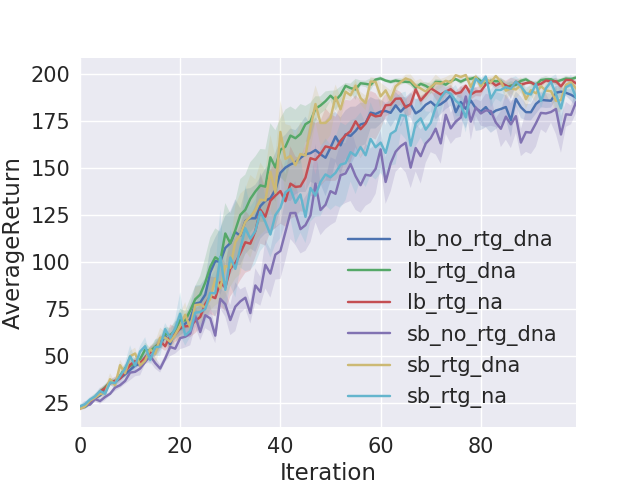 200
175
150
125
100
75
50
25
AverageReturn
0 20 40 60 80
Iteration
lb_no_rtg_dna
lb_rtg_dna
lb_rtg_na
sb_no_rtg_dna
sb_rtg_dna
sb_rtg_na